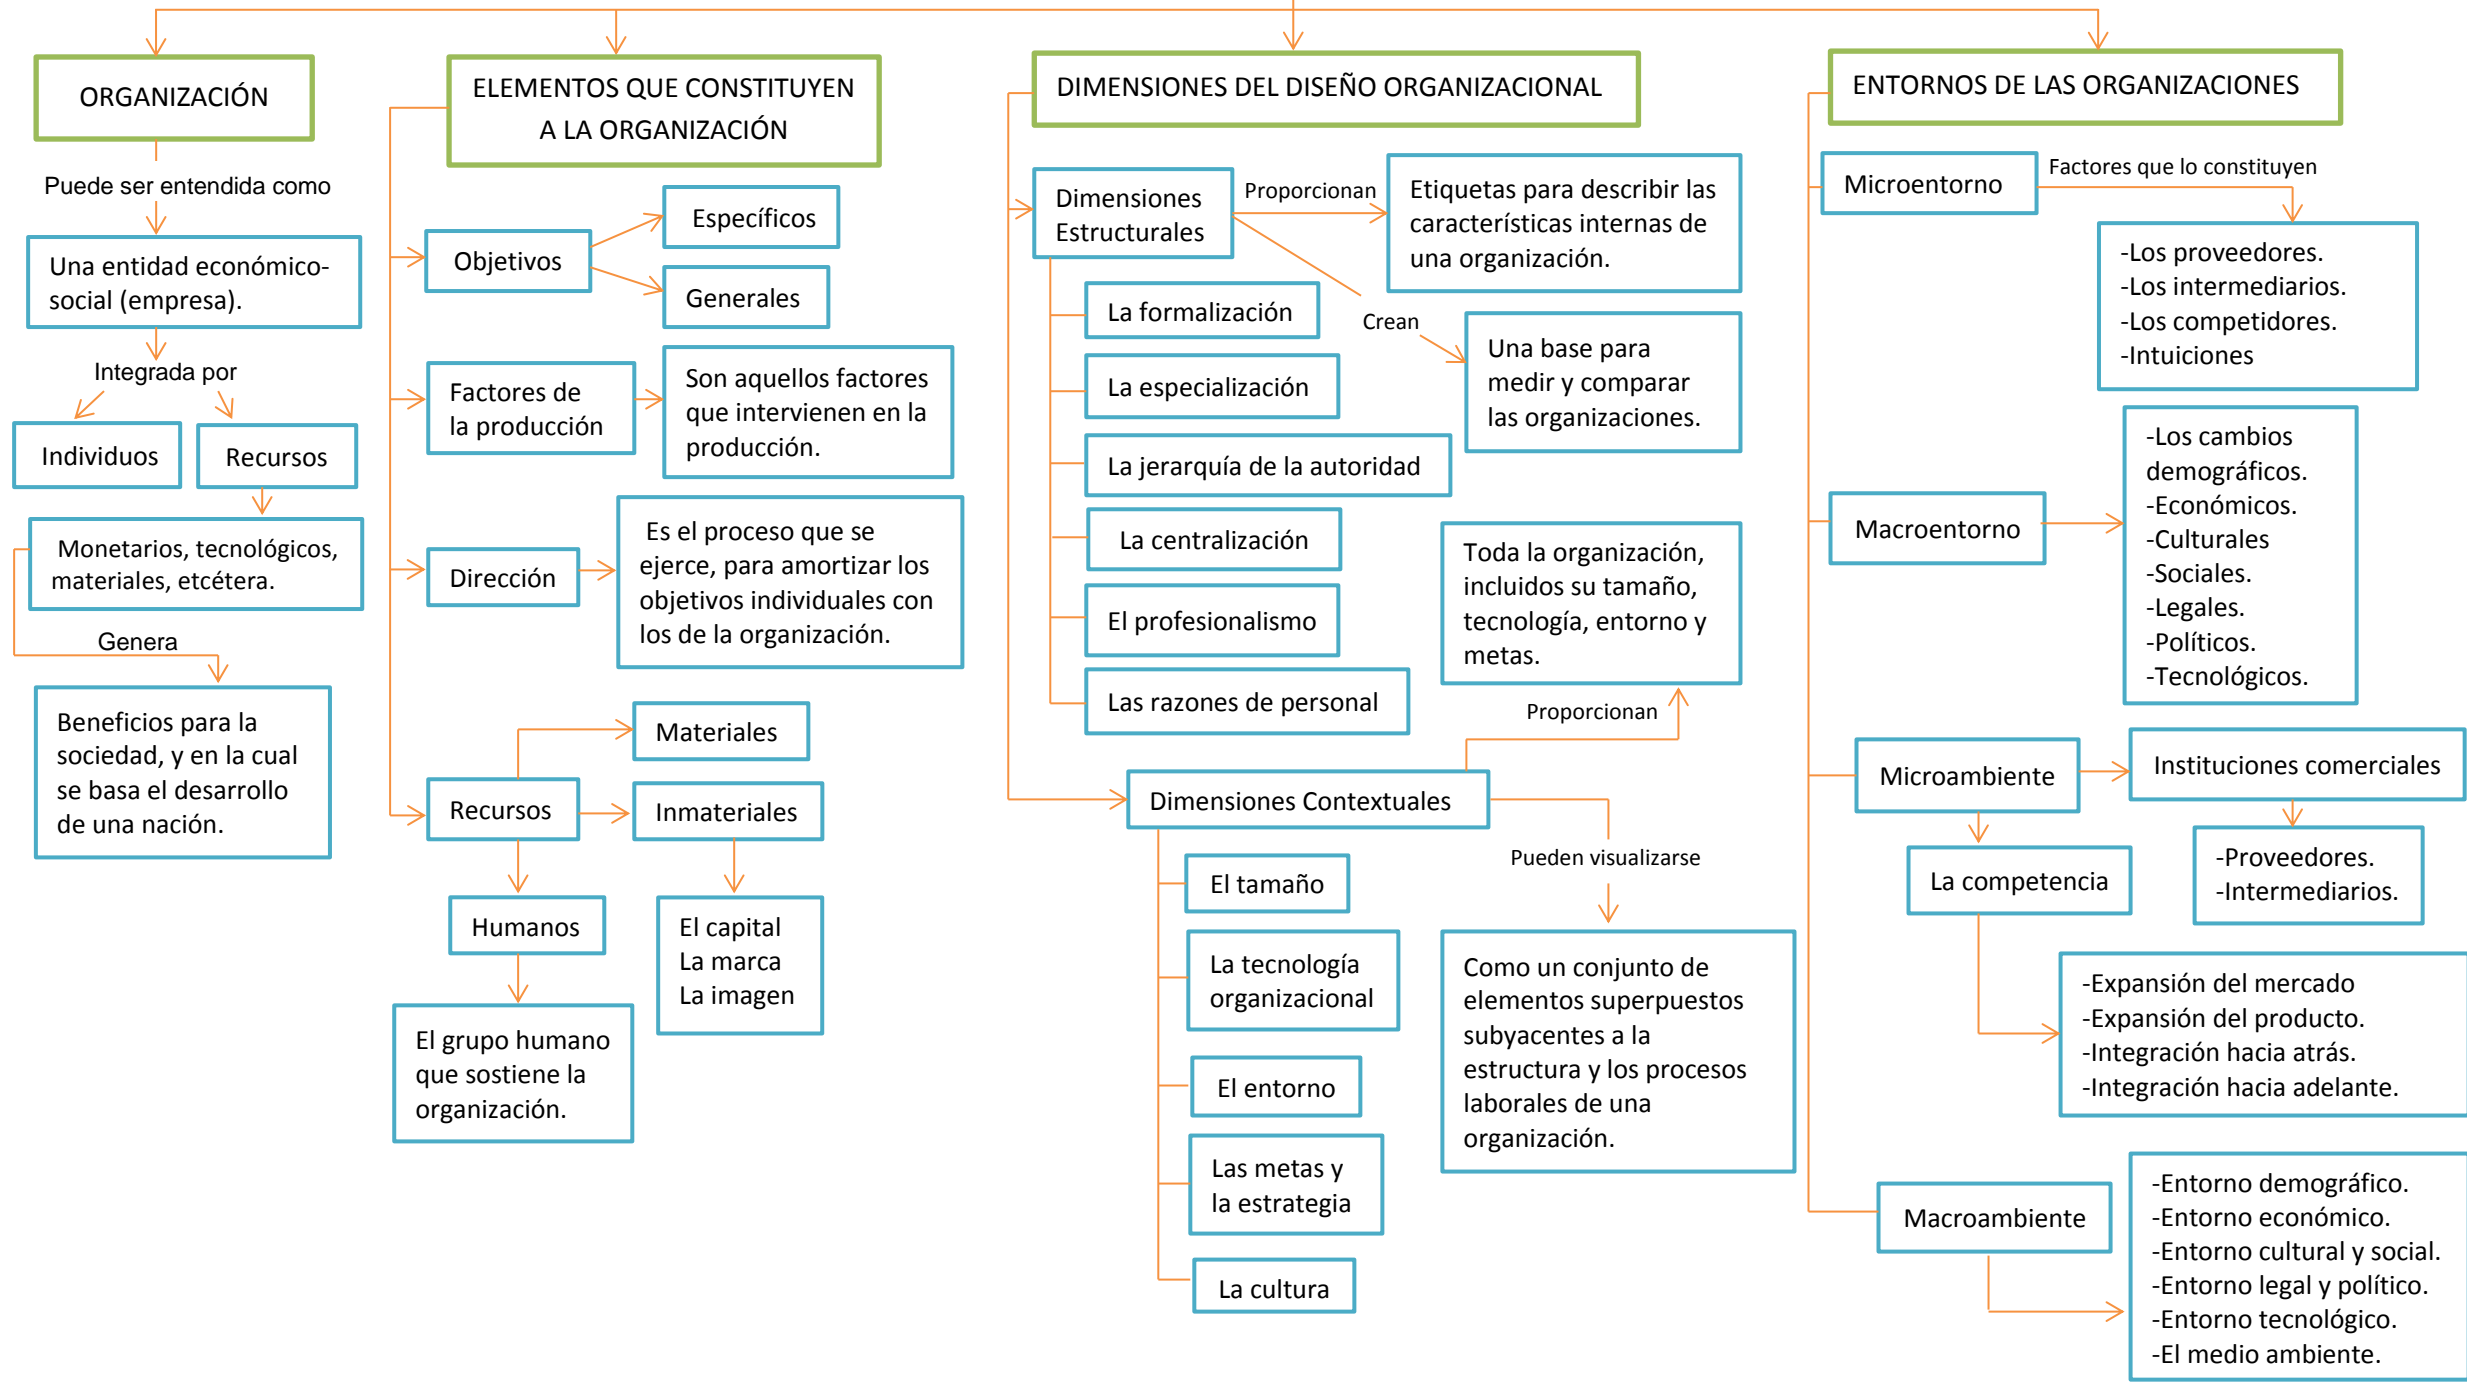 ORGANIZACIÓN
Puede ser entendida como
Una entidad económico-
social (empresa).
Integrada por
Individuos
Recursos
Monetarios, tecnológicos,
materiales, etcétera.
Genera
Beneficios para la
sociedad, y en la cual
se basa el desarrollo
de una nación.
ELEMENTOS QUE CONSTITUYEN
A LA ORGANIZACIÓN
Objetivos
Específicos
Generales
Factores de
la producción
Son aquellos factores
que intervienen en la
producción.
Dirección
Es el proceso que se
ejerce, para amortizar los
objetivos individuales con
los de la organización.
Recursos
Materiales
Inmateriales
El capital
La marca
La imagen
Humanos
El grupo humano
que sostiene la
organización.
DIMENSIONES DEL DISEÑO ORGANIZACIONAL
Dimensiones
Estructurales
Proporcionan
Etiquetas para describir las
características internas de
una organización.
Crean
Una base para
medir y comparar
las organizaciones.
La formalización
La especialización
La jerarquía de la autoridad
La centralización
El profesionalismo
Las razones de personal
Dimensiones Contextuales
Proporcionan
Toda la organización,
incluidos su tamaño,
tecnología, entorno y
metas.
Pueden visualizarse
Como un conjunto de
elementos superpuestos
subyacentes a la
estructura y los procesos
laborales de una
organización.
El tamaño
La tecnología
organizacional
El entorno
Las metas y
la estrategia
La cultura
ENTORNOS DE LAS ORGANIZACIONES
Microentorno
Factores que lo constituyen
-Los proveedores.
-Los intermediarios.
-Los competidores.
-Intuiciones
Macroentorno
-Los cambios
demográficos.
-Económicos.
-Culturales
-Sociales.
-Legales.
-Políticos.
-Tecnológicos.
Microambiente
Instituciones comerciales
-Proveedores.
-Intermediarios.
La competencia
-Expansión del mercado
-Expansión del producto.
-Integración hacia atrás.
-Integración hacia adelante.
Macroambiente
-Entorno demográfico.
-Entorno económico.
-Entorno cultural y social.
-Entorno legal y político.
-Entorno tecnológico.
-El medio ambiente.